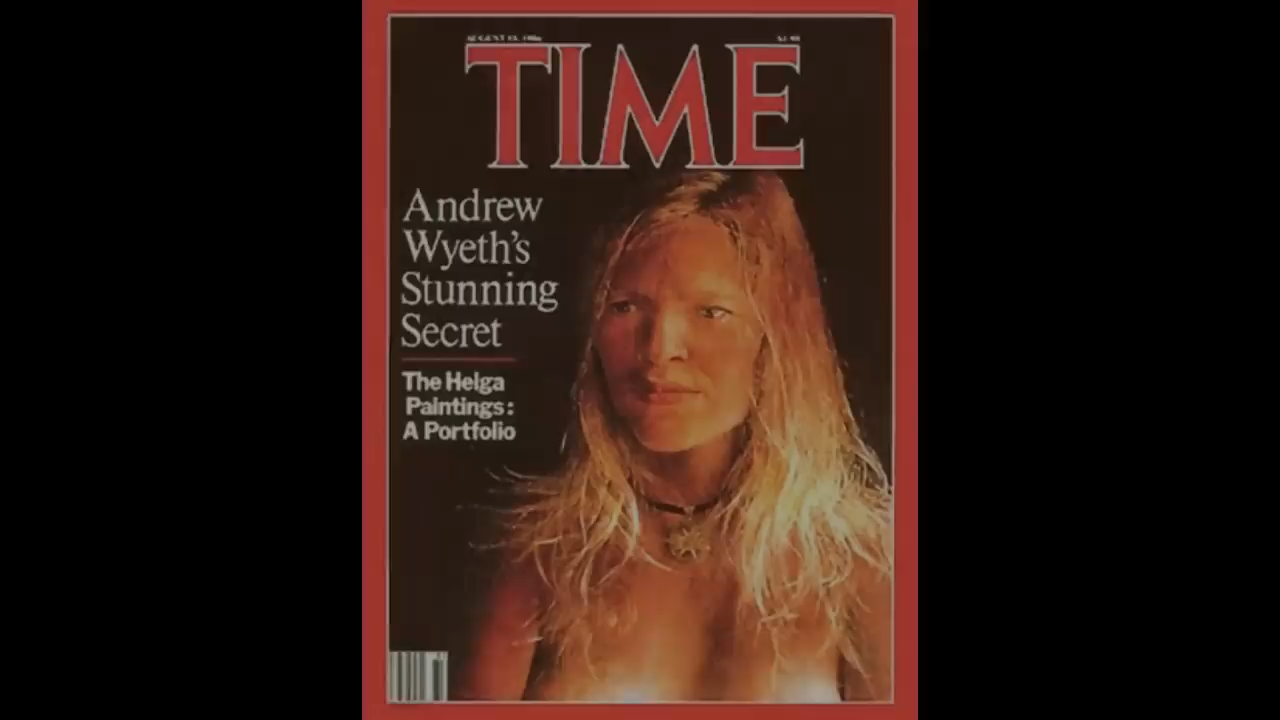 TIME
Andrew
Wyeth's
Stunning
Secret
The Helga
Paintings:
A Portfolio